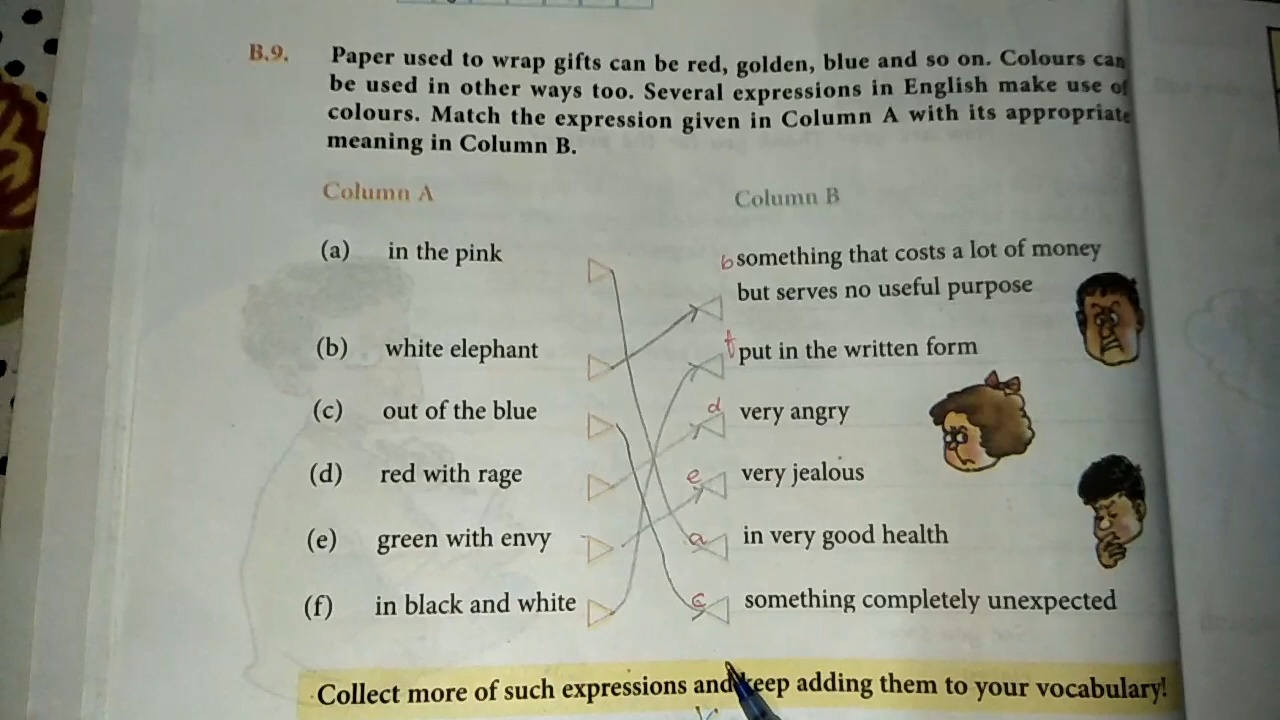 B.9. Paper used to wrap gifts can be red, golden, blue and so on. Colours can
be used in other ways too. Several expressions in English make use of
colours. Match the expression given in Column A with its appropriate
meaning in Column B.
Column A Column B
(a) in the pink b something that costs a lot of money
but serves no useful purpose
(b) white elephant f put in the written form
(c) out of the blue d very angry
(d) red with rage e very jealous
(e) green with envy a in very good health
(f) in black and white c something completely unexpected
Collect more of such expressions and keep adding them to your vocabulary!